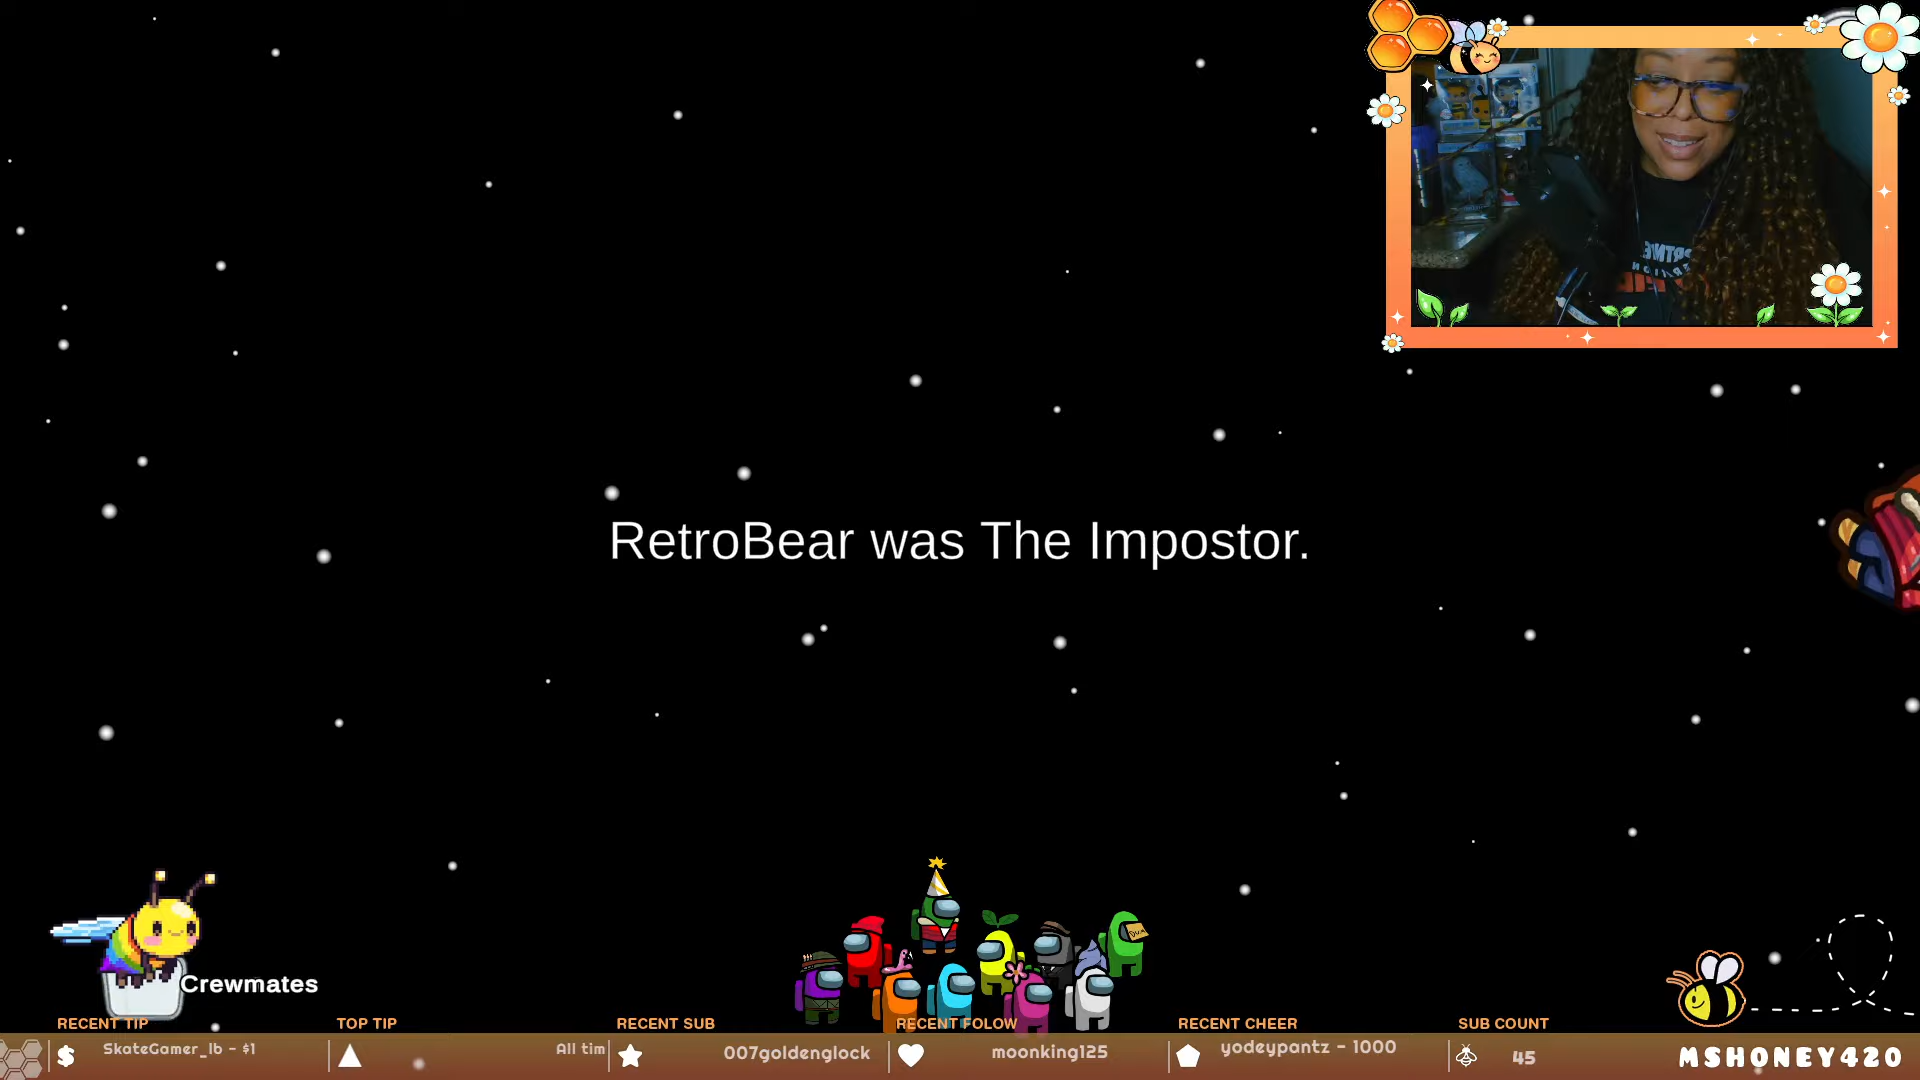 RetroBear was The Impostor.
Crewmates
RECENT TIP
TOP TIP
RECENT SUB
RECENT FOLOW
RECENT CHEER
SUB COUNT
SkateGamer_lb - $1
All tim
007goldenglock
moonking125
yodeypantz - 1000
45
MSHONEY420